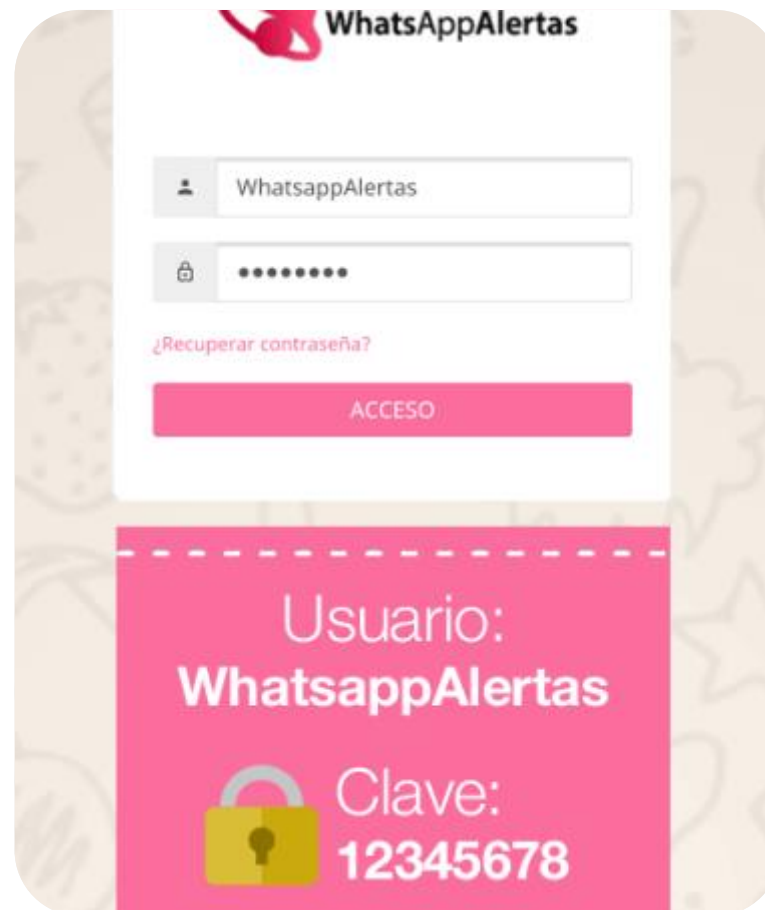 WhatsAppAlertas
WhatsappAlertas
¿Recuperar contraseña?
ACCESO
Usuario:
WhatsappAlertas
Clave:
12345678